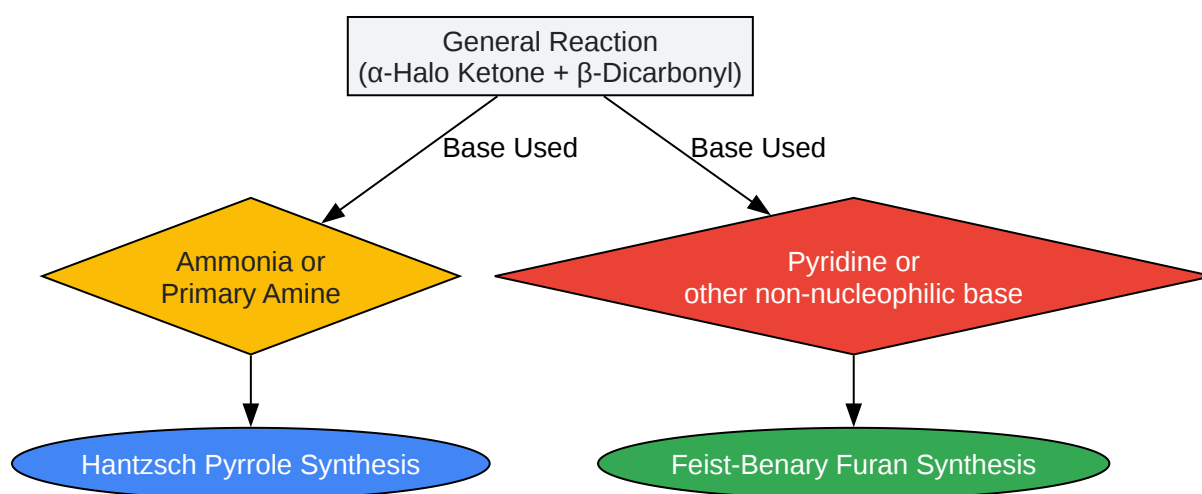 General Reaction
(α-Halo Ketone + β-Dicarbonyl)
Base Used
Base Used
Ammonia or
Primary Amine
Pyridine or
other non-nucleophilic base
Hantzsch Pyrrole Synthesis
Feist-Benary Furan Synthesis